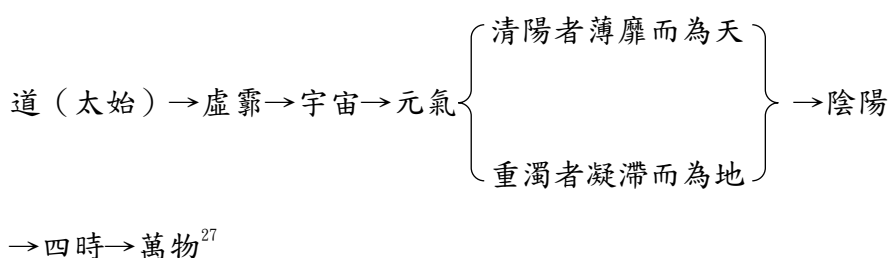 清陽者薄靡而為天
道（太始）→虛霩→宇宙→元氣 →陰陽
重濁者凝滯而為地
→四時→萬物27